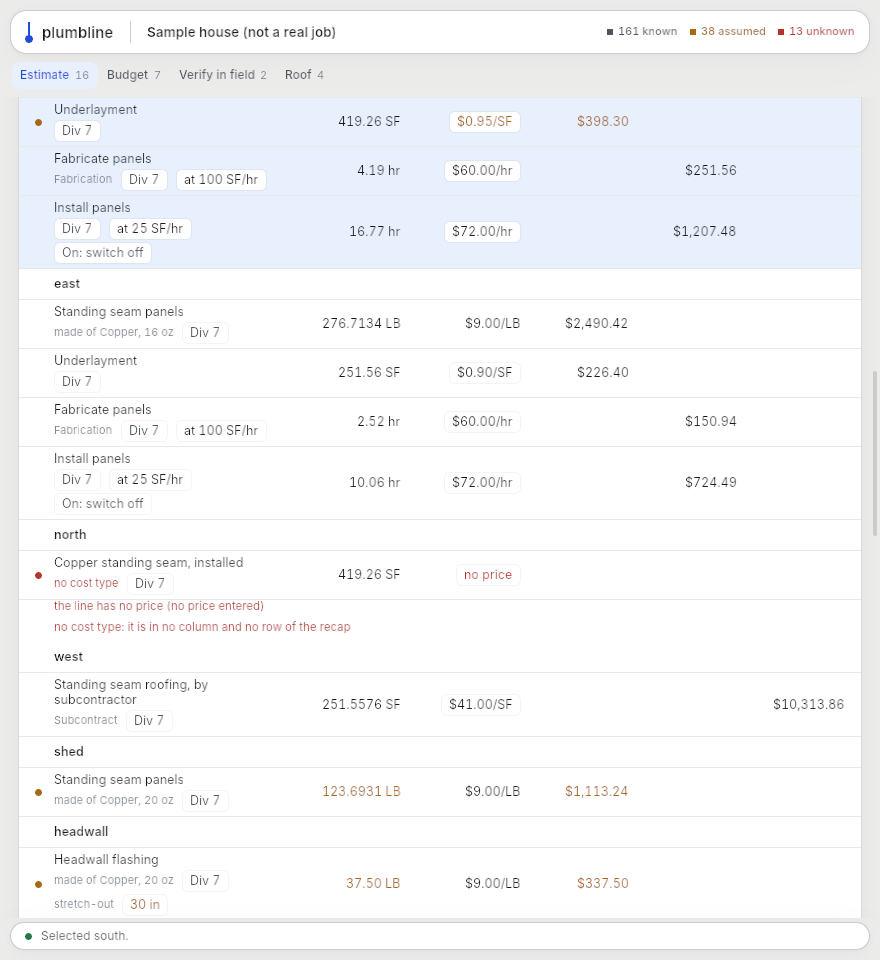 plumbline Sample house (not a real job) 161 known 38 assumed 13 unknown
Estimate 16 Budget 7 Verify in field 2 Roof 4
Underlayment
Div 7 419.26 SF $0.95/SF $398.30
Fabricate panels
Fabrication Div 7 at 100 SF/hr 4.19 hr $60.00/hr $251.56
Install panels
Div 7 at 25 SF/hr 16.77 hr $72.00/hr $1,207.48
On: switch off
east
Standing seam panels
made of Copper, 16 oz Div 7 276.7134 LB $9.00/LB $2,490.42
Underlayment
Div 7 251.56 SF $0.90/SF $226.40
Fabricate panels
Fabrication Div 7 at 100 SF/hr 2.52 hr $60.00/hr $150.94
Install panels
Div 7 at 25 SF/hr 10.06 hr $72.00/hr $724.49
On: switch off
north
Copper standing seam, installed
no cost type Div 7 419.26 SF no price
the line has no price (no price entered)
no cost type: it is in no column and no row of the recap
west
Standing seam roofing, by
subcontractor 251.5576 SF $41.00/SF $10,313.86
Subcontract Div 7
shed
Standing seam panels
made of Copper, 20 oz Div 7 123.6931 LB $9.00/LB $1,113.24
headwall
Headwall flashing
made of Copper, 20 oz Div 7 37.50 LB $9.00/LB $337.50
stretch-out 30 in
Selected south.